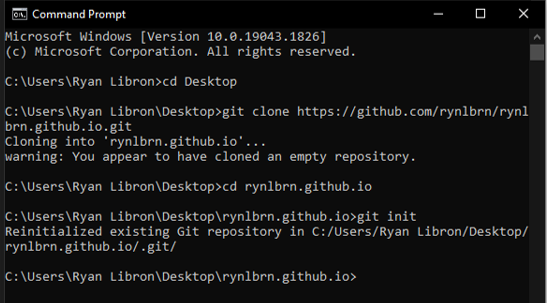 Command Prompt
Microsoft Windows [Version 10.0.19043.1826]
(c) Microsoft Corporation. All rights reserved.
C:\Users\Ryan Libron>cd Desktop
C:\Users\Ryan Libron\Desktop>git clone https://github.com/rynlbrn/rynl
brn.github.io.git
Cloning into 'rynlbrn.github.io'...
warning: You appear to have cloned an empty repository.
C:\Users\Ryan Libron\Desktop>cd rynlbrn.github.io
C:\Users\Ryan Libron\Desktop\rynlbrn.github.io>git init
Reinitialized existing Git repository in C:/Users/Ryan Libron/Desktop/
rynlbrn.github.io/.git/
C:\Users\Ryan Libron\Desktop\rynlbrn.github.io>